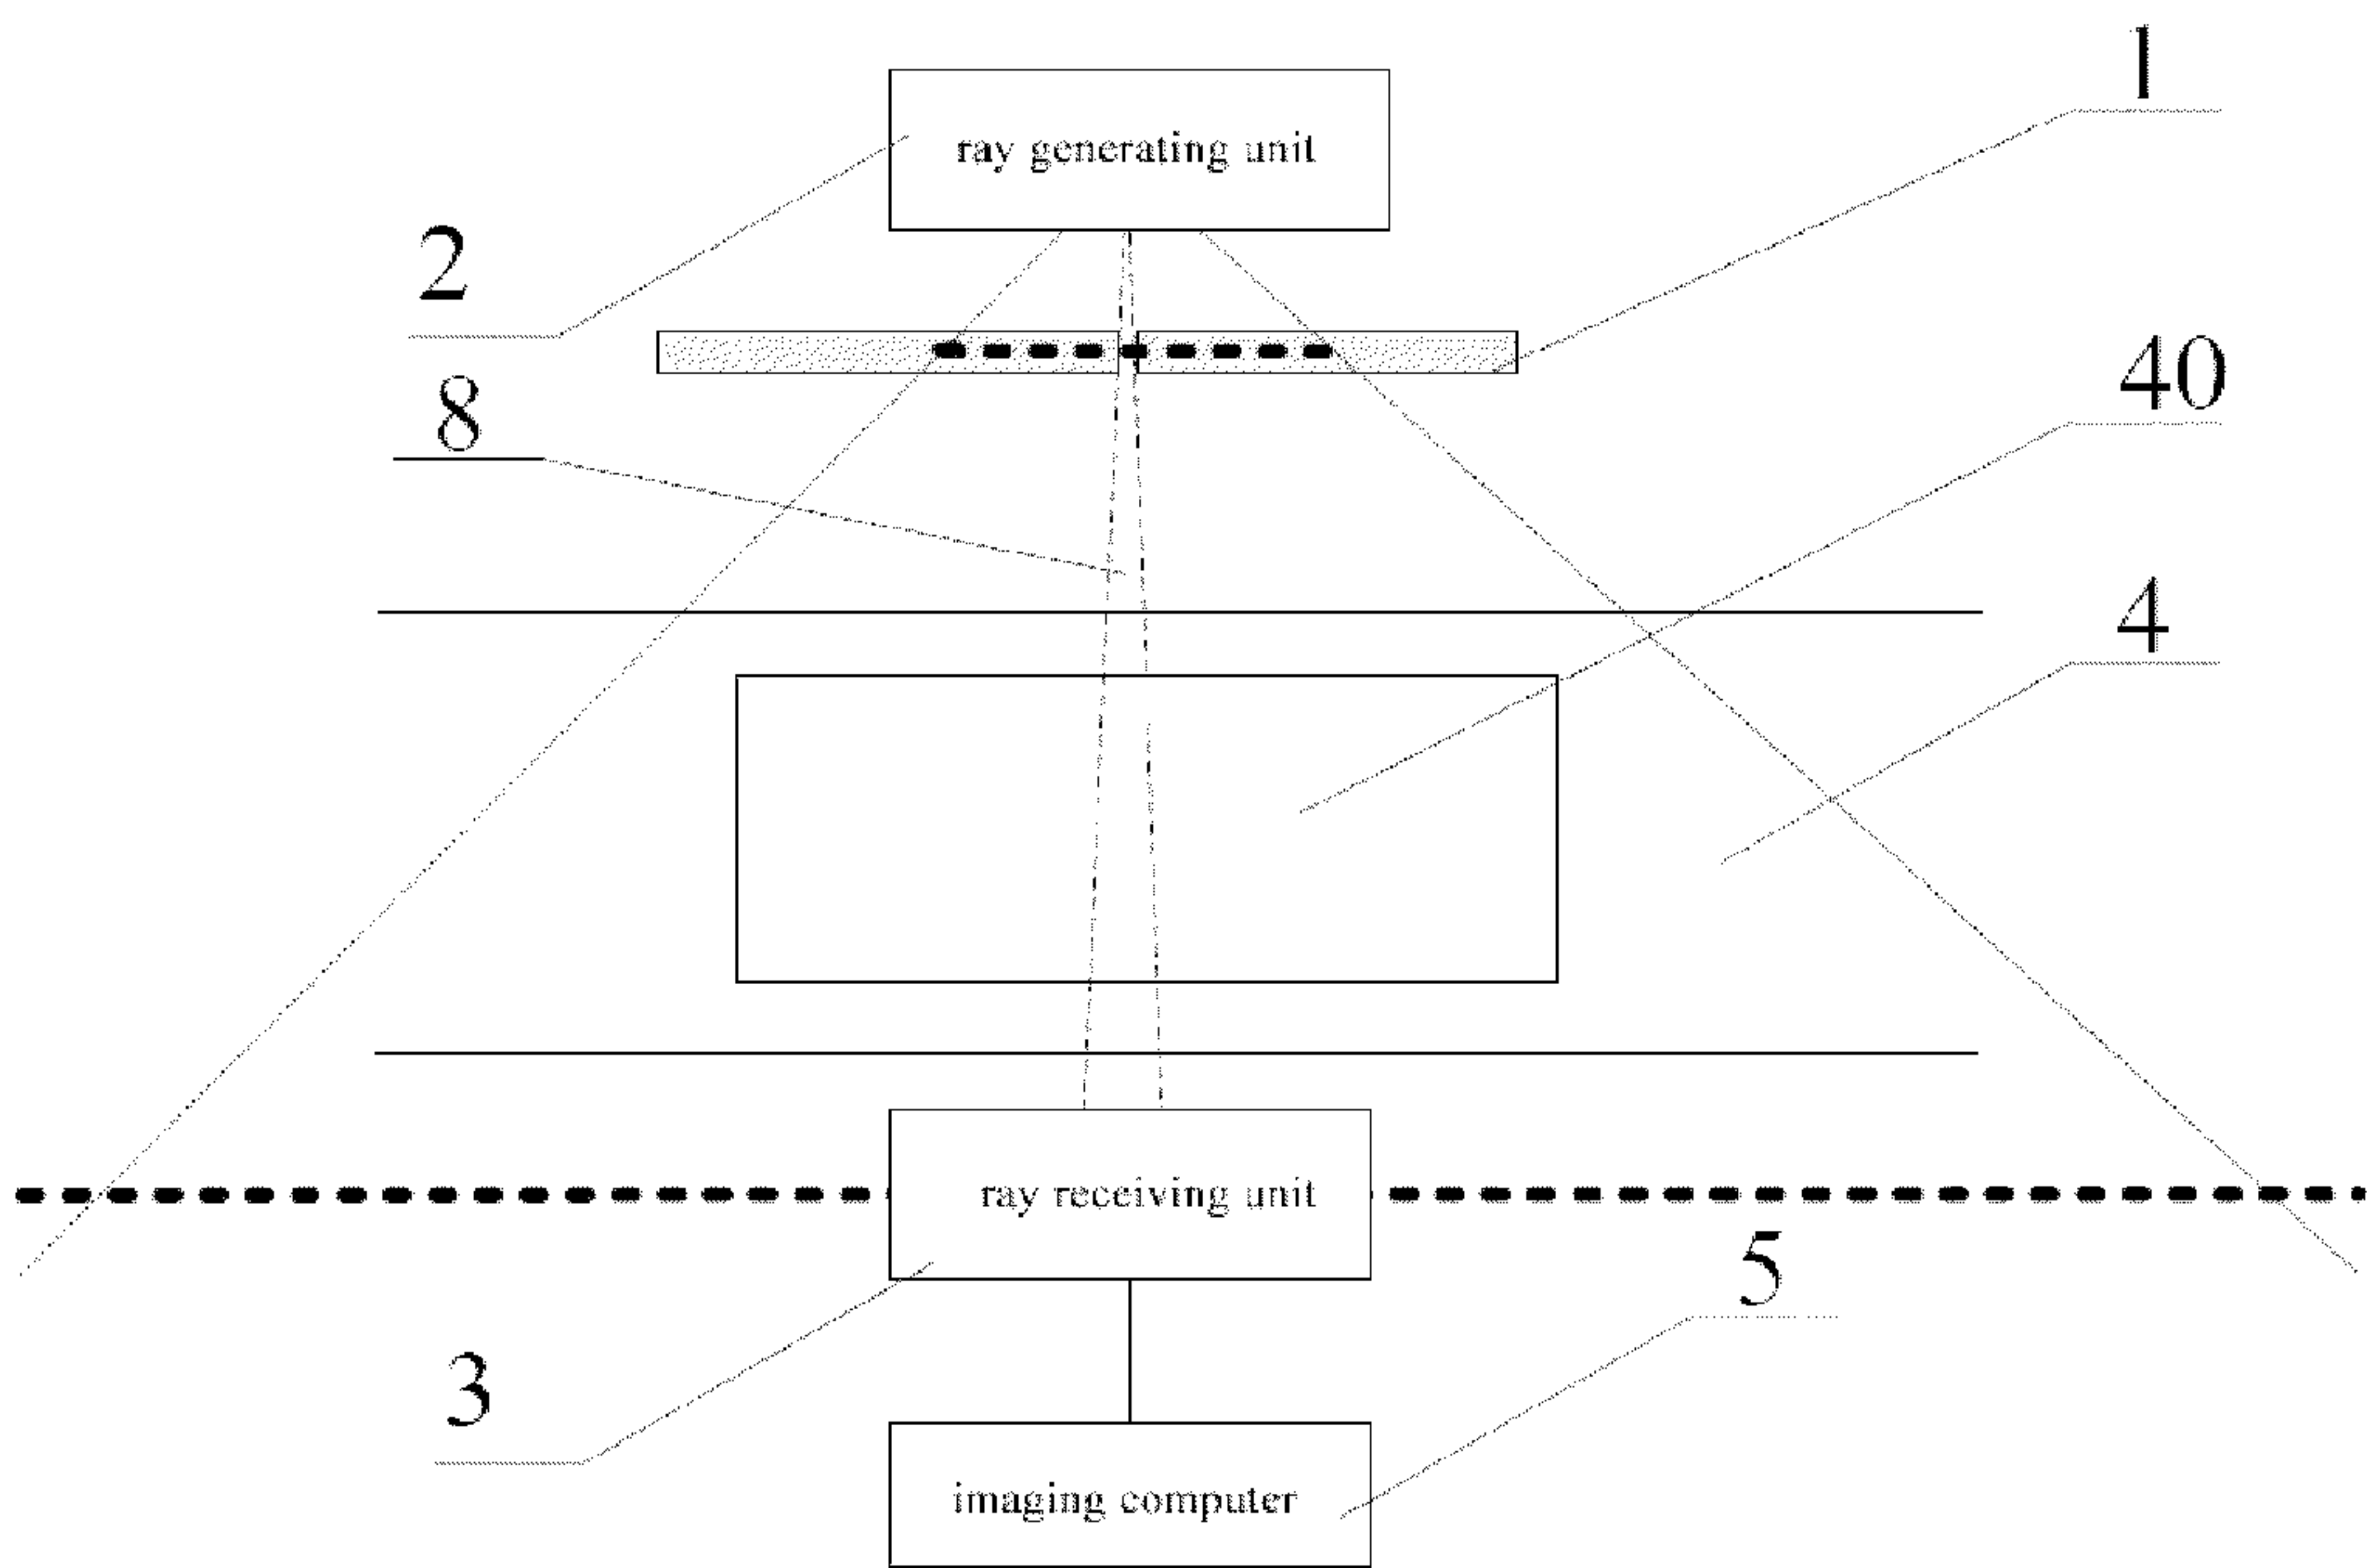 1
ray generating unit
2
40
8
4
ray receiving unit
5
3
imaging computer